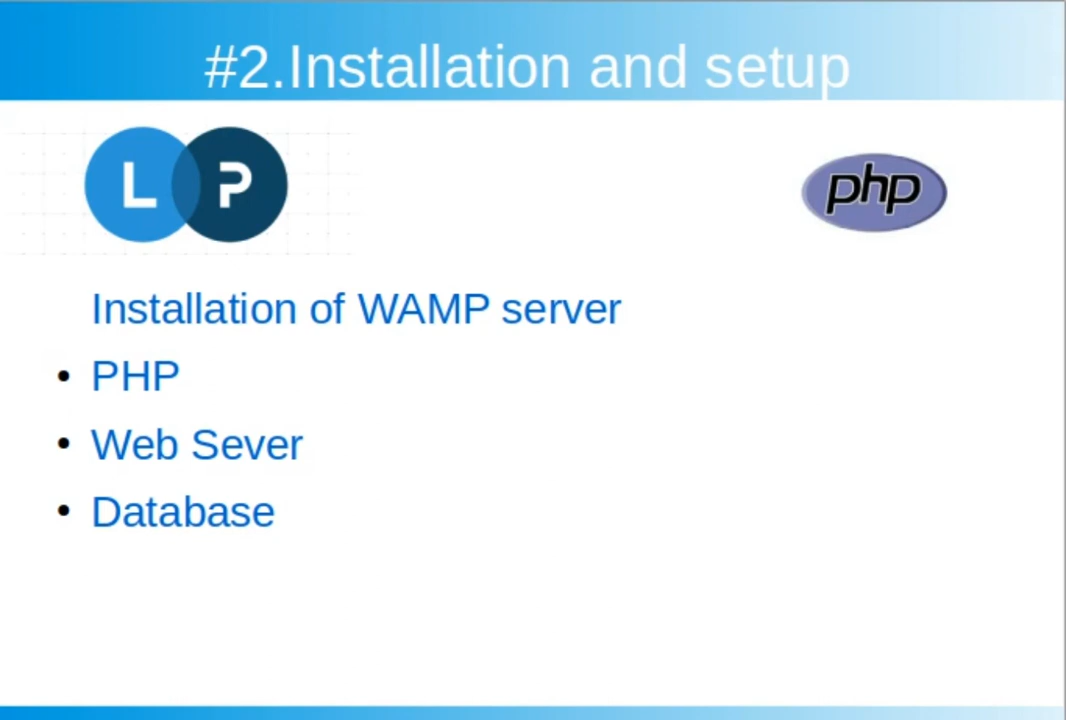 #2.Installation and setup
L P
php
Installation of WAMP server
• PHP
• Web Sever
• Database